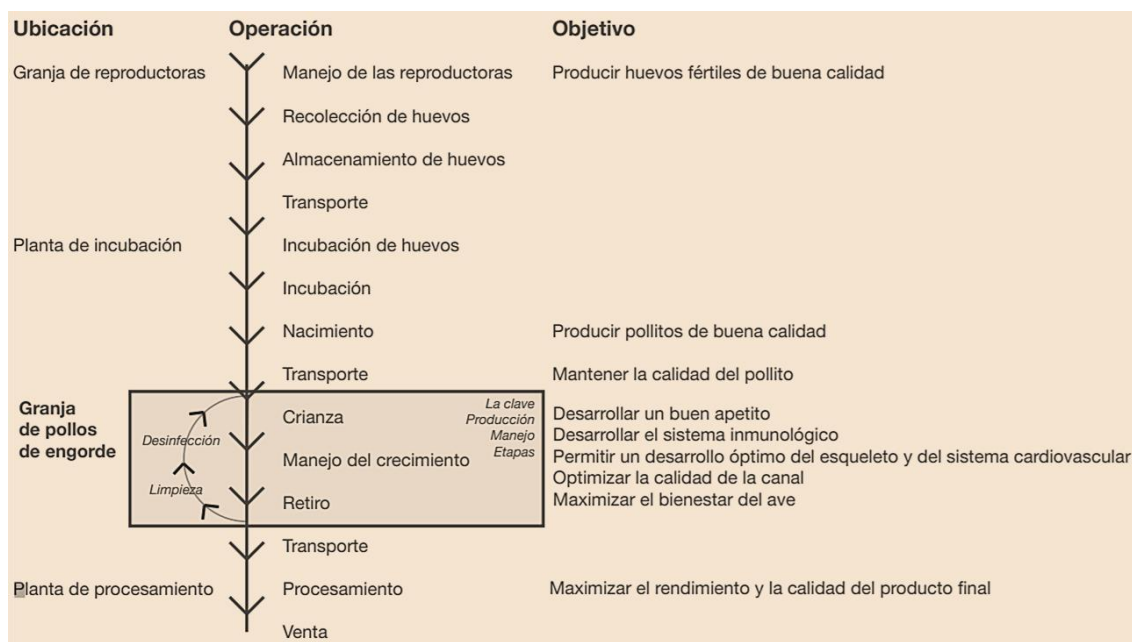 Ubicación Operación Objetivo
Granja de reproductoras Manejo de las reproductoras Producir huevos fértiles de buena calidad
Recolección de huevos
Almacenamiento de huevos
Transporte
Planta de incubación Incubación de huevos
Incubación
Nacimiento Producir pollitos de buena calidad
Transporte Mantener la calidad del pollito
Granja
de pollos
de engorde
Desinfección
Limpieza
Crianza
Manejo del crecimiento
Retiro
La clave
Producción
Manejo
Etapas
Desarrollar un buen apetito
Desarrollar el sistema inmunológico
Permitir un desarrollo óptimo del esqueleto y del sistema cardiovascular
Optimizar la calidad de la canal
Maximizar el bienestar del ave
Transporte
Planta de procesamiento Procesamiento Maximizar el rendimiento y la calidad del producto final
Venta